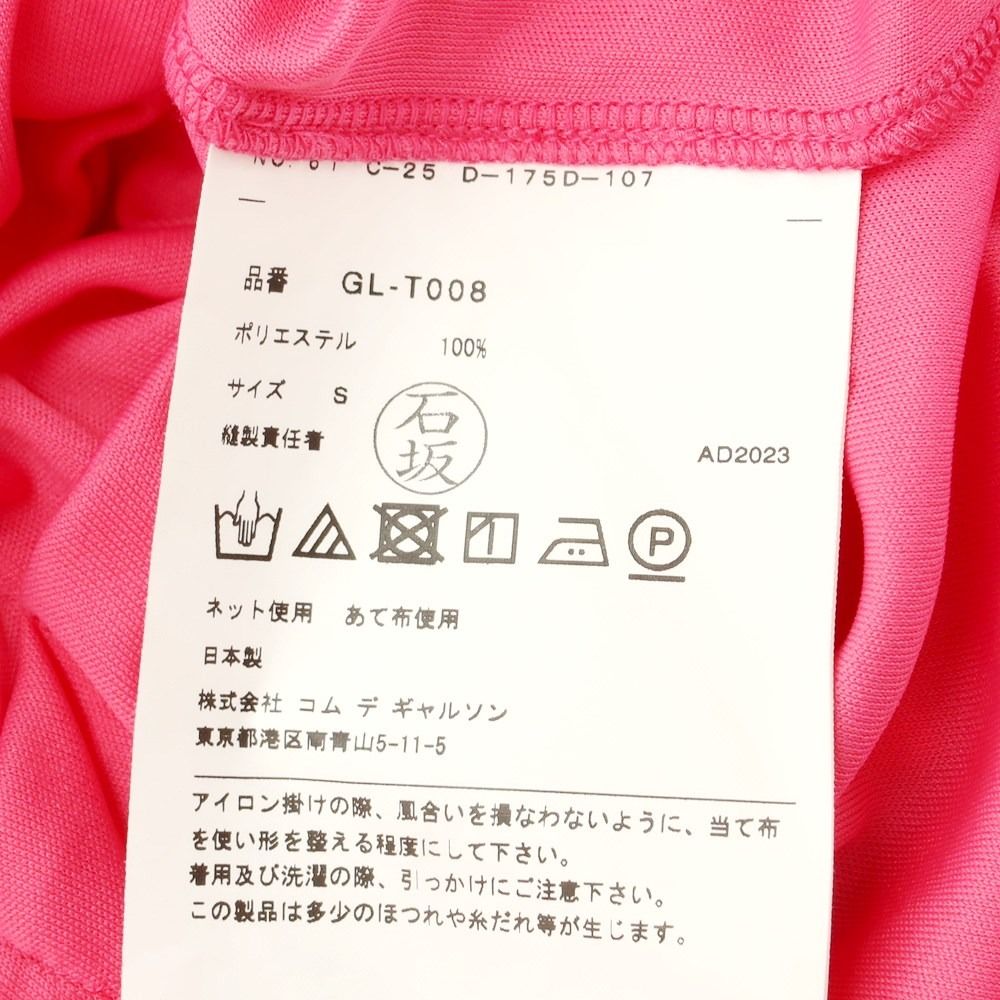 NO. 61 C-25 D-175D-107
品番 GL-T008
ポリエステル 100%
サイズ S
石坂
縫製責任者
AD2023
P
ネット使用 あて布使用
日本製
株式会社 コム デ ギャルソン
東京都港区南青山5-11-5
アイロン掛けの際、風合いを損なわないように、当て布
を使い形を整える程度にして下さい。
着用及び洗濯の際、引っかけにご注意下さい。
この製品は多少のほつれや糸だれ等が生じます。